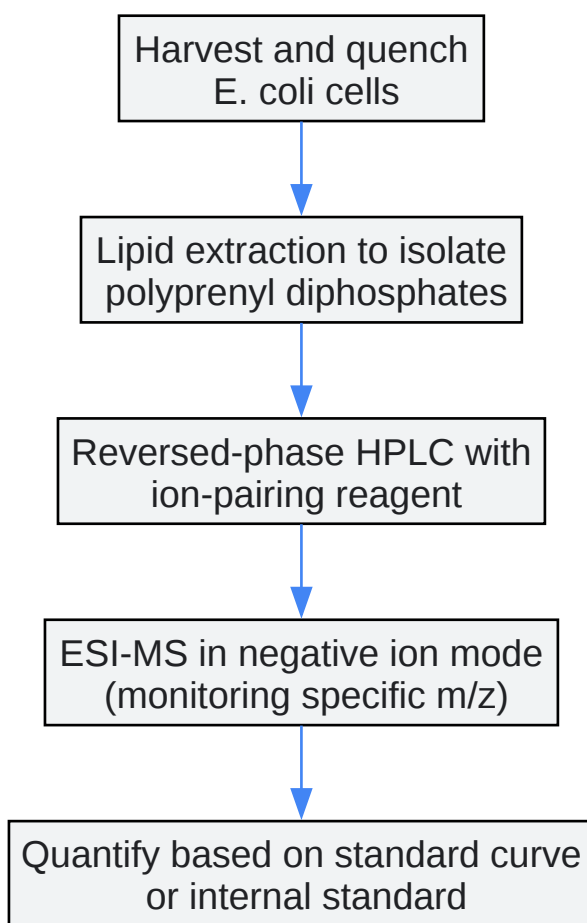 Harvest and quench
E. coli cells
Lipid extraction to isolate
polyprenyl diphosphates
Reversed-phase HPLC with
ion-pairing reagent
ESI-MS in negative ion mode
(monitoring specific m/z)
Quantify based on standard curve
or internal standard